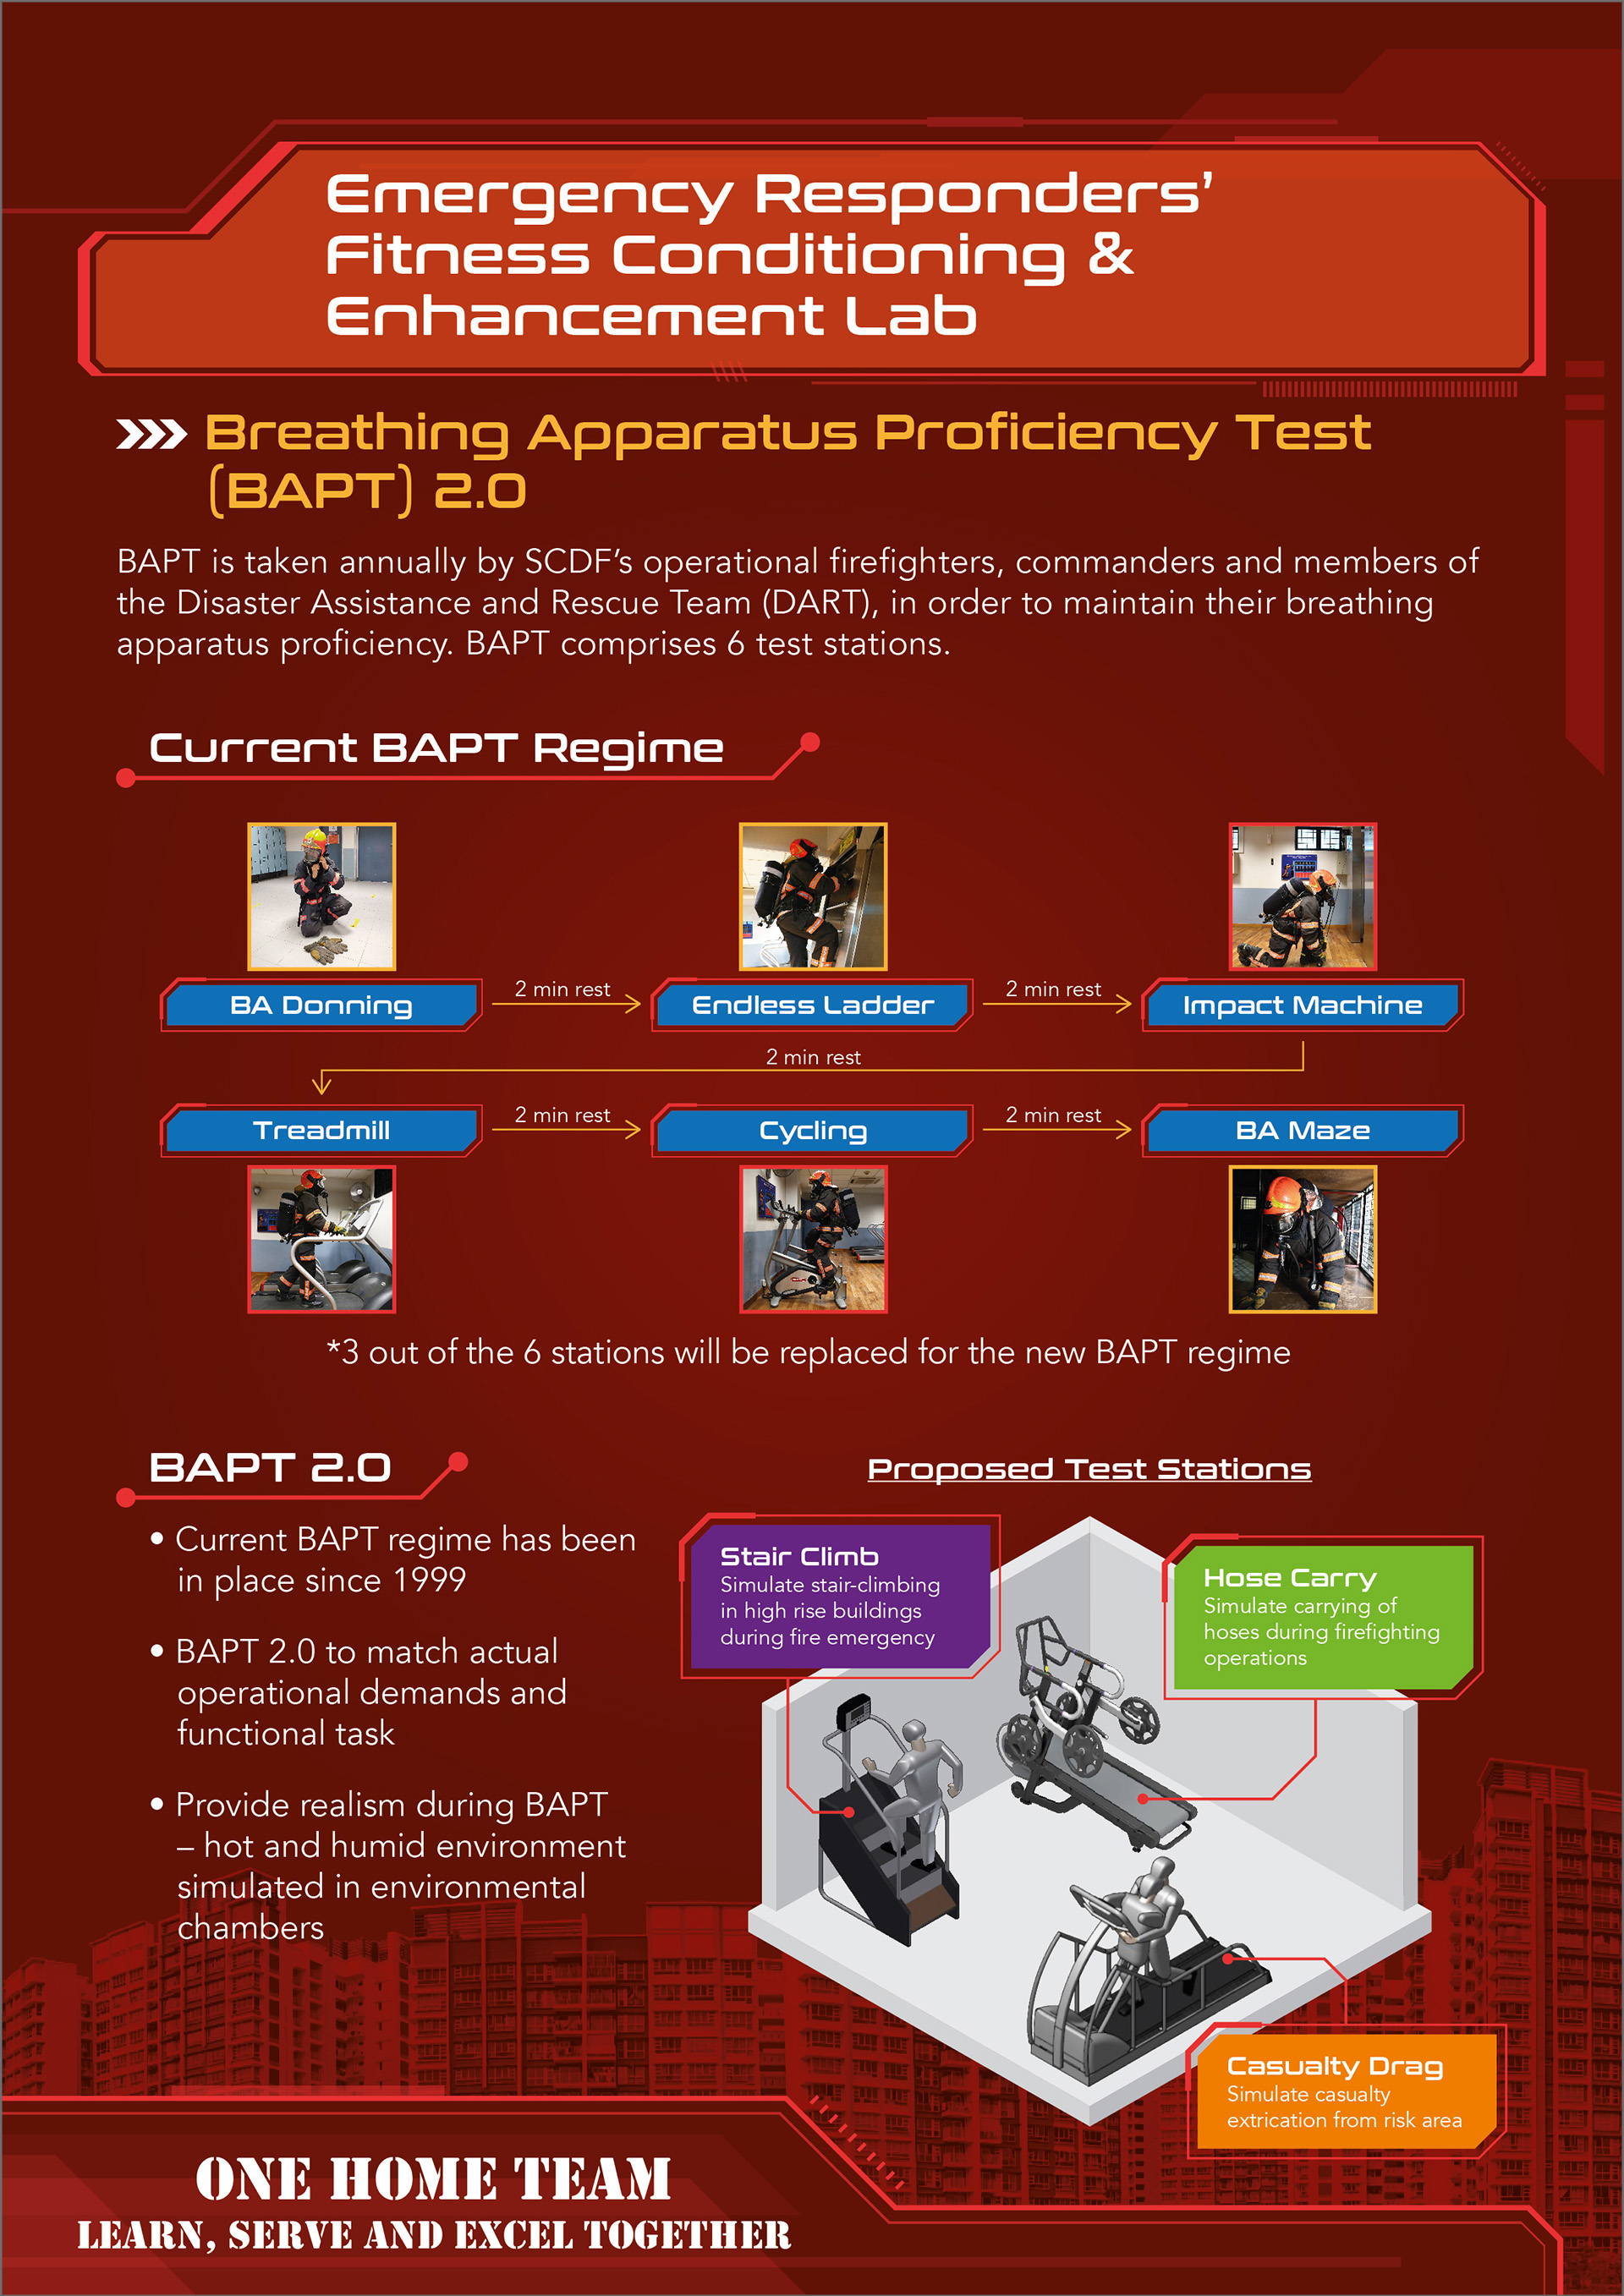 Emergency Responders’
Fitness Conditioning &
Enhancement Lab
Breathing Apparatus Proficiency Test
(BAPT) 2.0
BAPT is taken annually by SCDF’s operational firefighters, commanders and members of
the Disaster Assistance and Rescue Team (DART), in order to maintain their breathing
apparatus proficiency. BAPT comprises 6 test stations.
Current BAPT Regime
BA Donning
2 min rest
Endless Ladder
2 min rest
Impact Machine
2 min rest
Treadmill
2 min rest
Cycling
2 min rest
BA Maze
*3 out of the 6 stations will be replaced for the new BAPT regime
BAPT 2.0
• Current BAPT regime has been
in place since 1999
• BAPT 2.0 to match actual
operational demands and
functional task
• Provide realism during BAPT
– hot and humid environment
simulated in environmental
chambers
Proposed Test Stations
Stair Climb
Simulate stair-climbing
in high rise buildings
during fire emergency
Hose Carry
Simulate carrying of
hoses during firefighting
operations
Casualty Drag
Simulate casualty
extrication from risk area
ONE HOME TEAM
LEARN, SERVE AND EXCEL TOGETHER